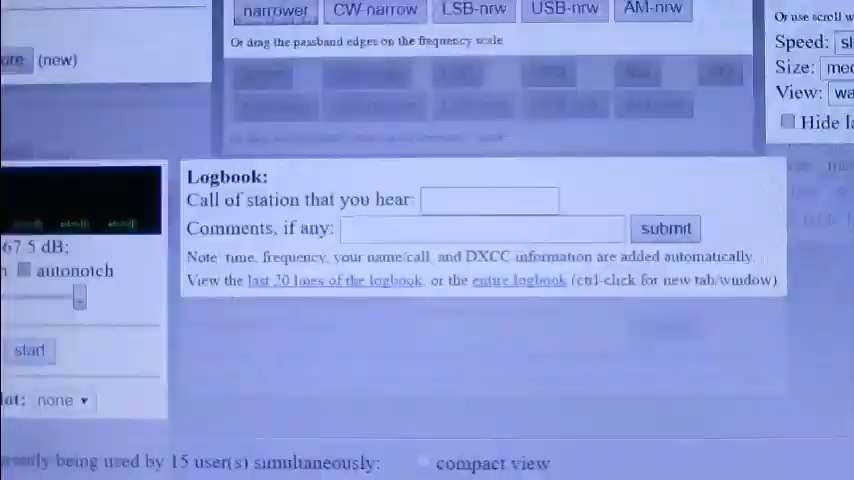 narrower CW-narrow LSB-nrw USB-nrw AM-nrw
Or drag the passband edges on the frequency scale
(new)
Or use scroll w
Speed:
Size: med
View: wa
Hide la
Logbook:
Call of station that you hear:
Comments, if any: submit
Note: time, frequency, your name/call, and DXCC information are added automatically.
View the last 20 lines of the logbook, or the entire logbook (ctrl-click for new tab/window)
67.5 dB;
autonotch
start
none
being used by 15 user(s) simultaneously: compact view